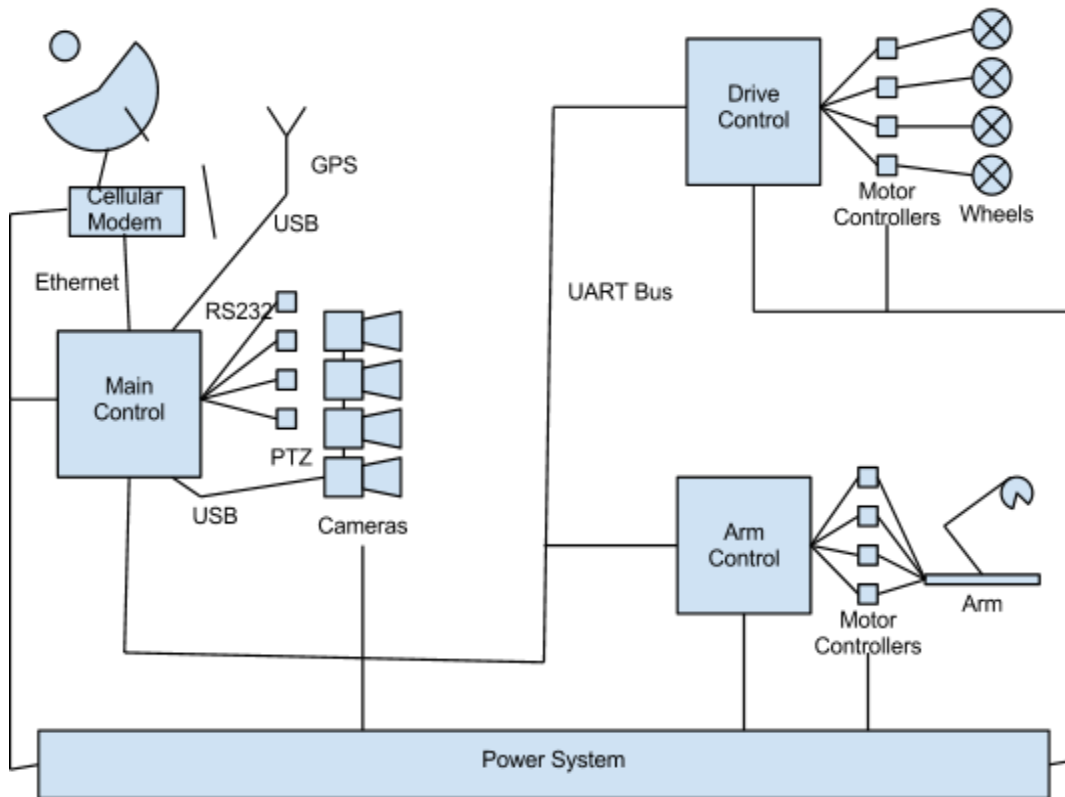 Drive
Control
GPS
Cellular
Modem
Motor
Controllers
Wheels
USB
Ethernet
UART Bus
RS232
Main
Control
PTZ
USB
Cameras
Arm
Control
Arm
Motor
Controllers
Power System